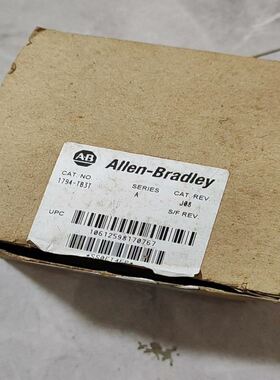 AB Allen-Bradley
CAT NO. SERIES CAT. REV.
1794-TB3T A J08
UPC S/F REV.
10612598170767